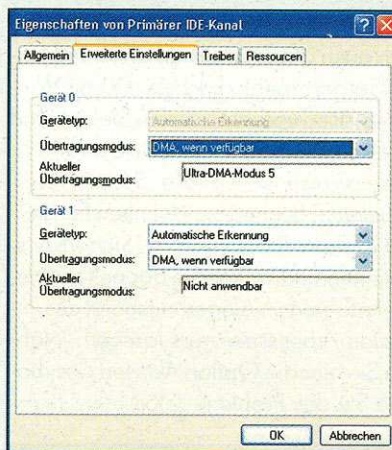 Eigenschaften von Primärer IDE-Kanal
Allgemein Erweiterte Einstellungen Treiber Ressourcen
Gerät 0
Gerätetyp: Automatische Erkennung
Übertragungsmodus: DMA, wenn verfügbar
Aktueller
Übertragungsmodus: Ultra-DMA-Modus 5
Gerät 1
Gerätetyp: Automatische Erkennung
Übertragungsmodus: DMA, wenn verfügbar
Aktueller
Übertragungsmodus: Nicht anwendbar
OK Abbrechen